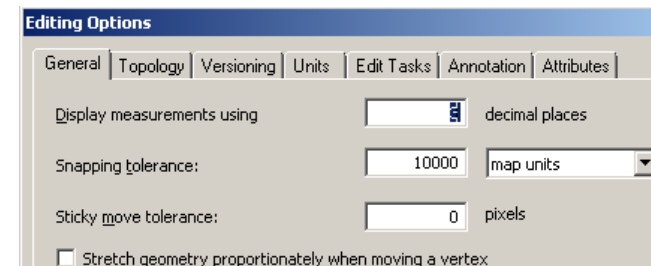 Editing Options
General Topology Versioning Units Edit Tasks Annotation Attributes
Display measurements using decimal places
Snapping tolerance: 10000 map units
Sticky move tolerance: 0 pixels
Stretch geometry proportionately when moving a vertex